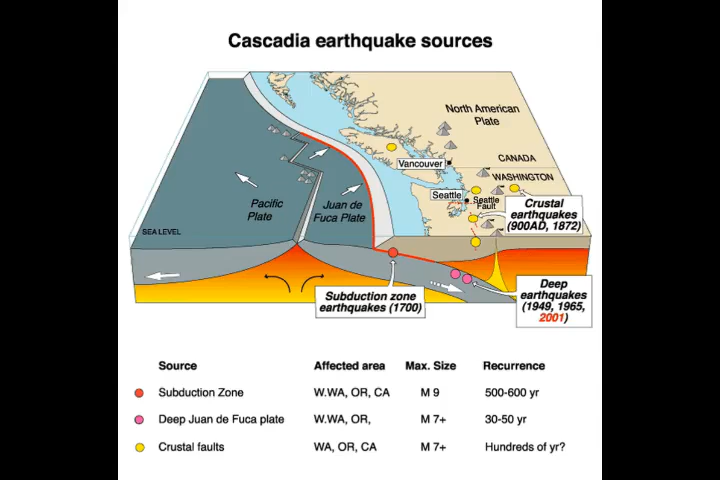 Cascadia earthquake sources
North American
Plate
CANADA
Vancouver
WASHINGTON
Seattle
Seattle
Fault
Crustal
earthquakes
(900AD, 1872)
Pacific
Plate
Juan de
Fuca Plate
SEA LEVEL
Subduction zone
earthquakes (1700)
Deep
earthquakes
(1949, 1965,
2001)
Source Affected area Max. Size Recurrence
Subduction Zone W.WA, OR, CA M 9 500-600 yr
Deep Juan de Fuca plate W.WA, OR, M 7+ 30-50 yr
Crustal faults WA, OR, CA M 7+ Hundreds of yr?